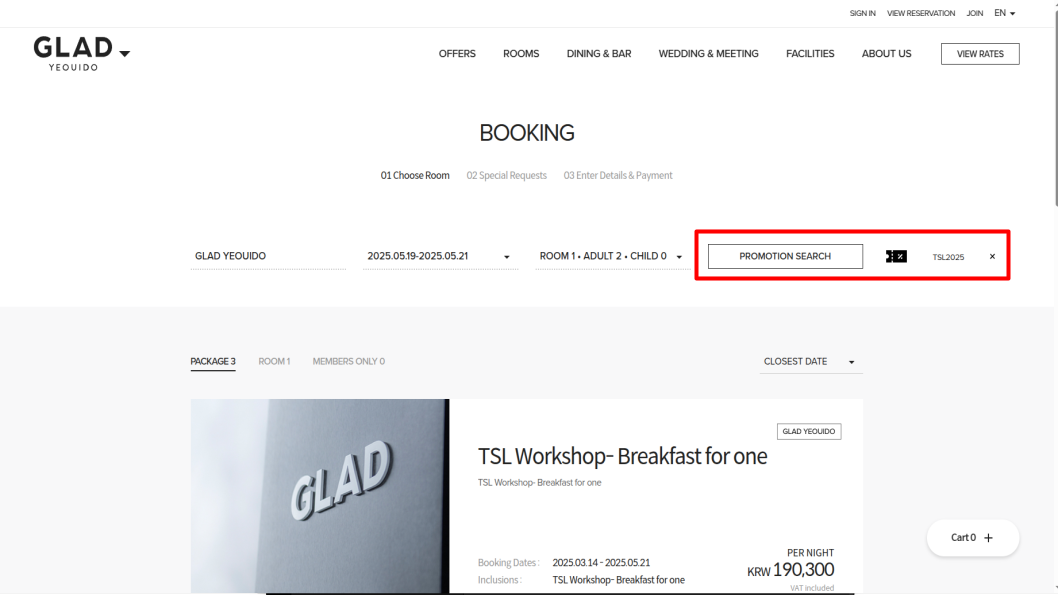 SIGN IN VIEW RESERVATION JOIN EN
GLAD
YEOUIDO
OFFERS ROOMS DINING & BAR WEDDING & MEETING FACILITIES ABOUT US VIEW RATES
BOOKING
01 Choose Room 02 Special Requests 03 Enter Details & Payment
GLAD YEOUIDO 2025.05.19-2025.05.21 ROOM 1 • ADULT 2 • CHILD 0 PROMOTION SEARCH TSL2025 ×
PACKAGE 3 ROOM 1 MEMBERS ONLY 0 CLOSEST DATE
GLAD
GLAD YEOUIDO
TSL Workshop- Breakfast for one
TSL Workshop- Breakfast for one
Cart 0 +
PER NIGHT
Booking Dates : 2025.03.14 - 2025.05.21
KRW 190,300
Inclusions : TSL Workshop- Breakfast for one
VAT included